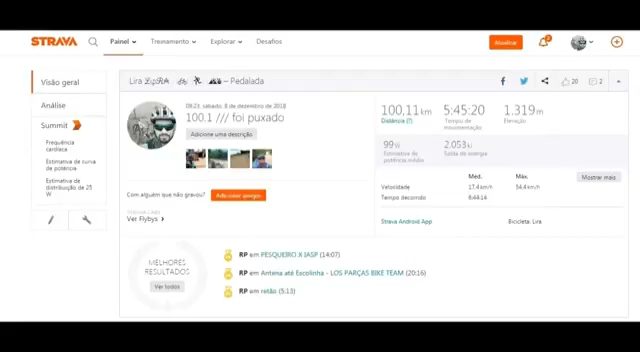 STRAVA
Painel
Treinamento
Explorar
Desafios
Assinar
Visão geral
Análise
Summit
Frequência cardíaca
Estimativa de curva de potência
Estimativa de distribuição de 25 W
Lira – Pedalada
20
2
09:23, sábado, 8 de dezembro de 2018
100.1 /// foi puxado
Adicione uma descrição
Com alguém que não gravou?
Adicionar amigos
Ver Flybys
100,11 km
Distância (?)
5:45:20
Tempo de movimentação
1.319 m
Elevação
99 W
Estimativa de potência média
2.053 kJ
Saída de energia
Méd. Máx.
Mostrar mais
Velocidade 17.4 km/h 54.4 km/h
Tempo decorrido 6:44:14
Strava Android App
Bicicleta: Lira
MELHORES RESULTADOS
Ver todos
RP em PESQUEIRO X IASP (14:07)
RP em Antena até Escolinha - LOS PARÇAS BIKE TEAM (20:16)
RP em retão (5:13)